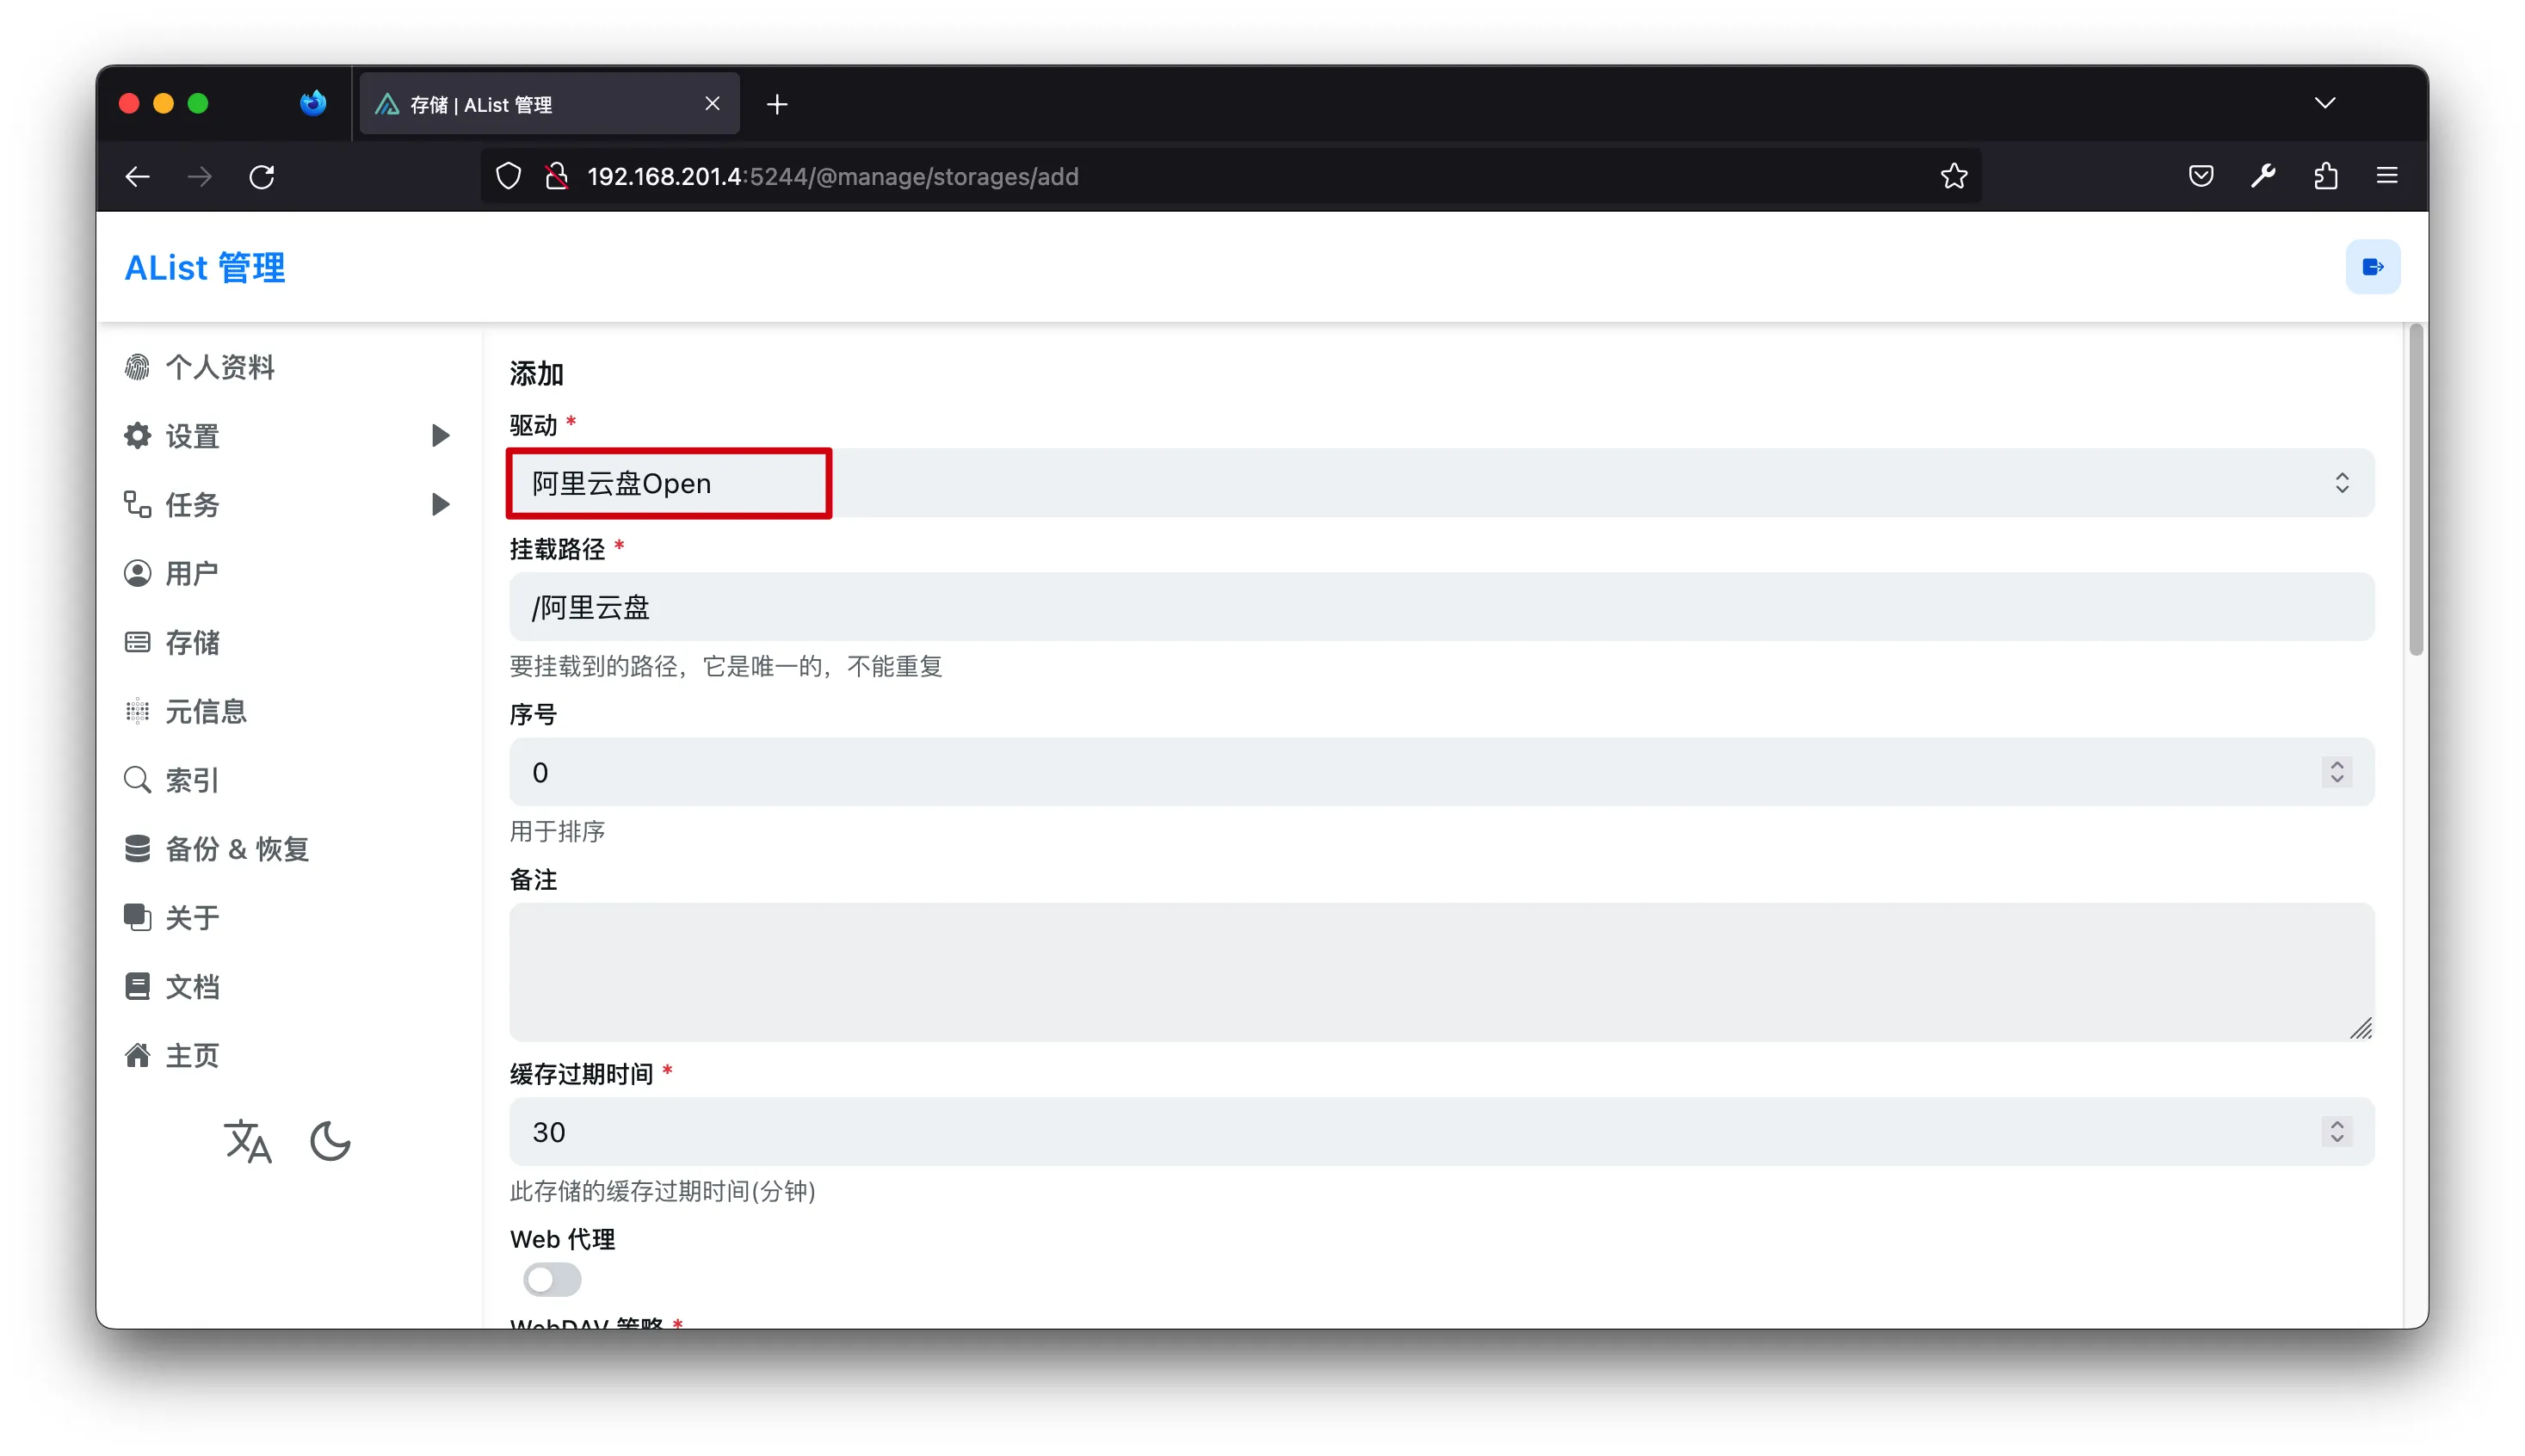 存储 | AList 管理
192.168.201.4:5244/@manage/storages/add
AList 管理
个人资料
设置
任务
用户
存储
元信息
索引
备份 & 恢复
关于
文档
主页
添加
驱动 *
阿里云盘Open
挂载路径 *
/阿里云盘
要挂载到的路径，它是唯一的，不能重复
序号
0
用于排序
备注
缓存过期时间 *
30
此存储的缓存过期时间(分钟)
Web 代理
WebDAV 策略 *